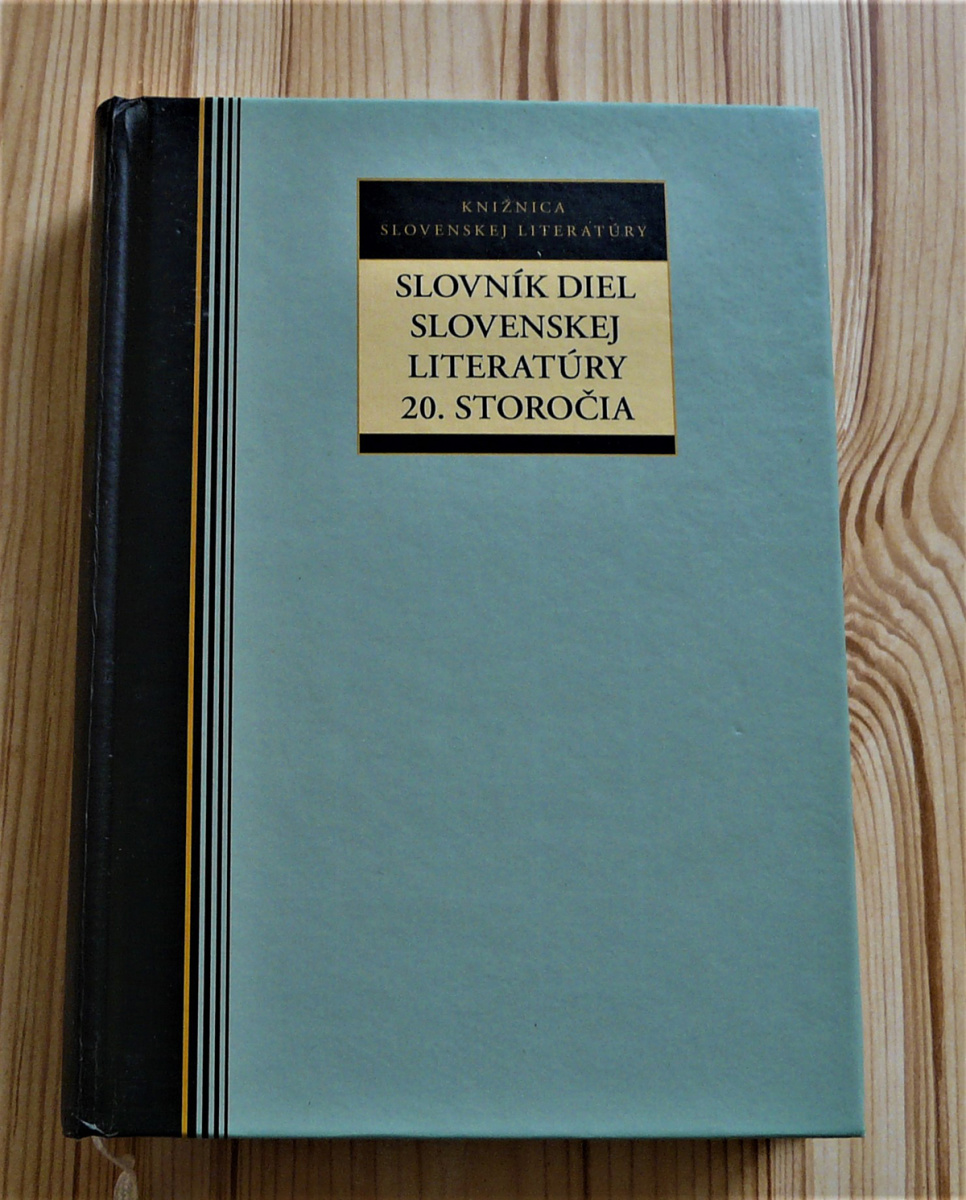 KNIŽNICA
SLOVENSKEJ LITERATÚRY
SLOVNÍK DIEL
SLOVENSKEJ
LITERATÚRY
20. STOROČIA